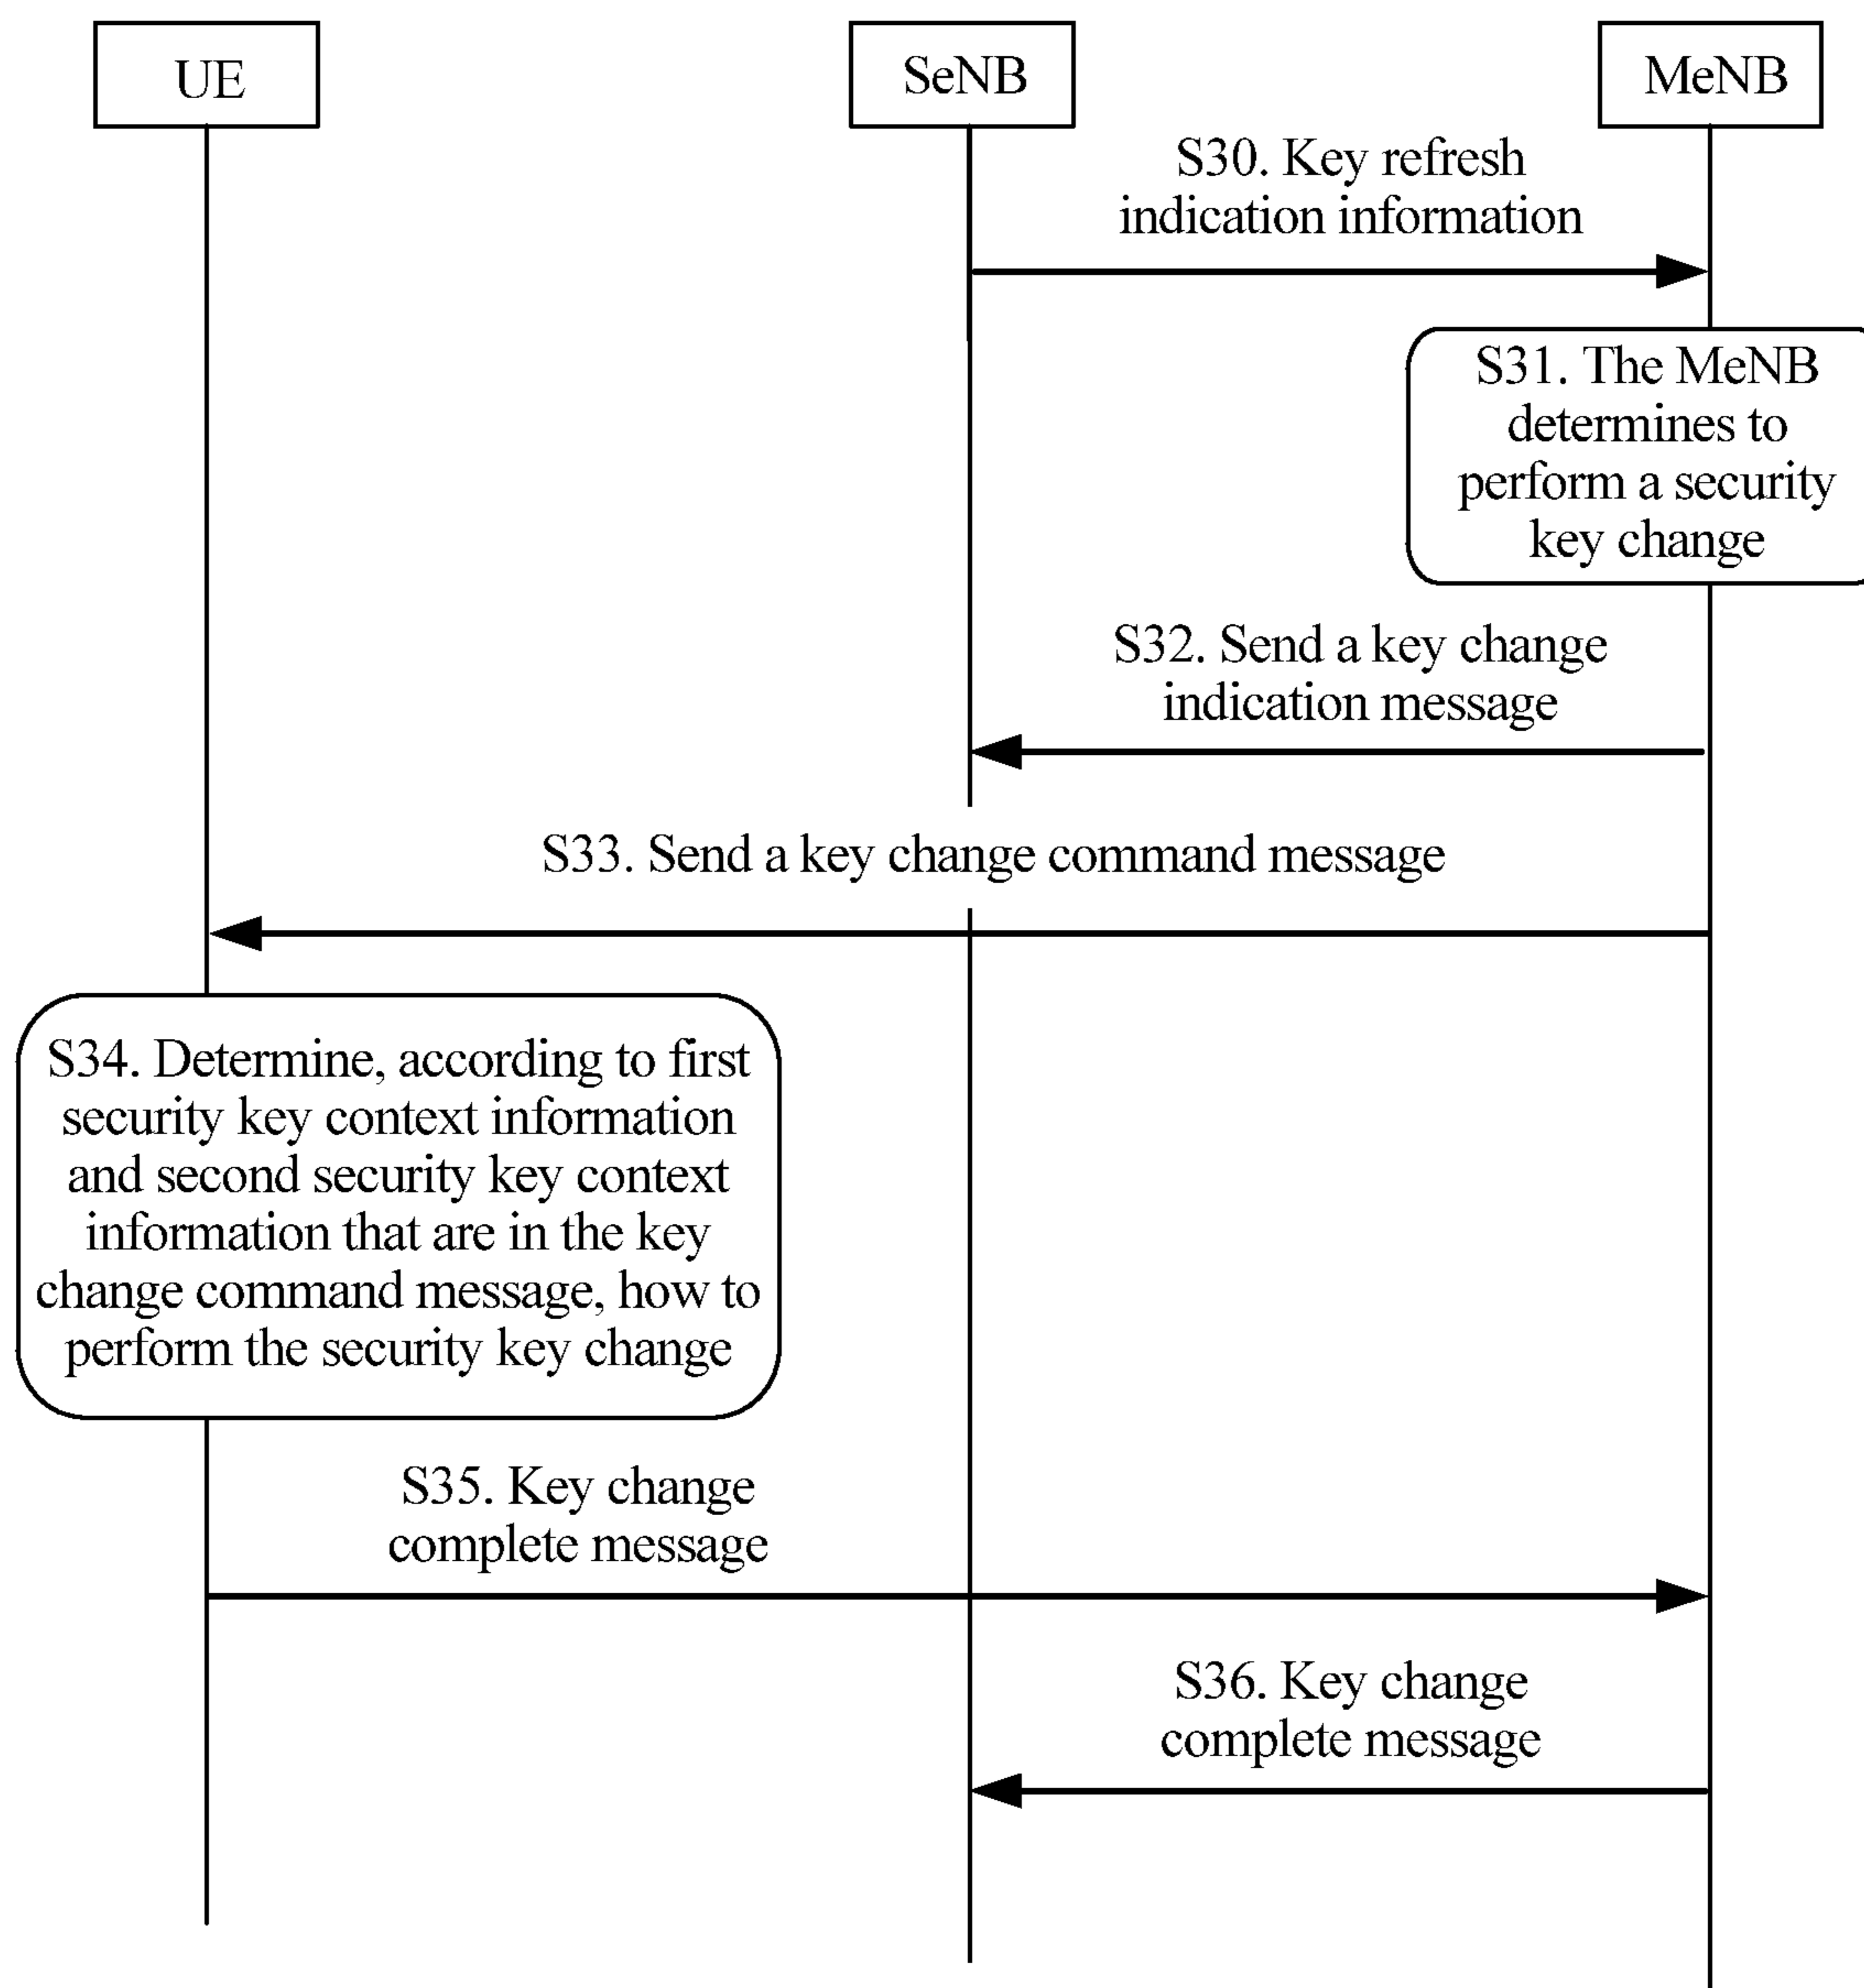 UE
SeNB
MeNB
S30. Key refresh
indication information
S31. The MeNB
determines to
perform a security
key change
S32. Send a key change
indication message
S33. Send a key change command message
S34. Determine, according to first
security key context information
and second security key context
information that are in the key
change command message, how to
perform the security key change
S35. Key change
complete message
S36. Key change
complete message